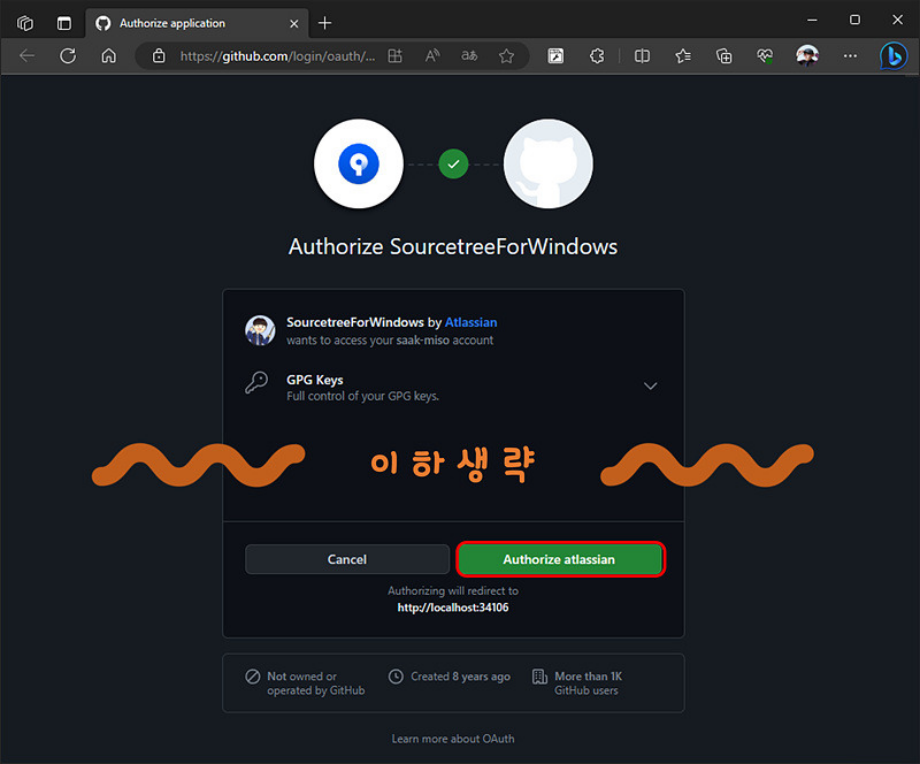 Authorize application
https://github.com/login/oauth/...
Authorize SourcetreeForWindows
SourcetreeForWindows by Atlassian
wants to access your saak-miso account
GPG Keys
Full control of your GPG keys.
이하생략
Cancel
Authorize atlassian
Authorizing will redirect to
http://localhost:34106
Not owned or
operated by GitHub
Created 8 years ago
More than 1K
GitHub users
Learn more about OAuth